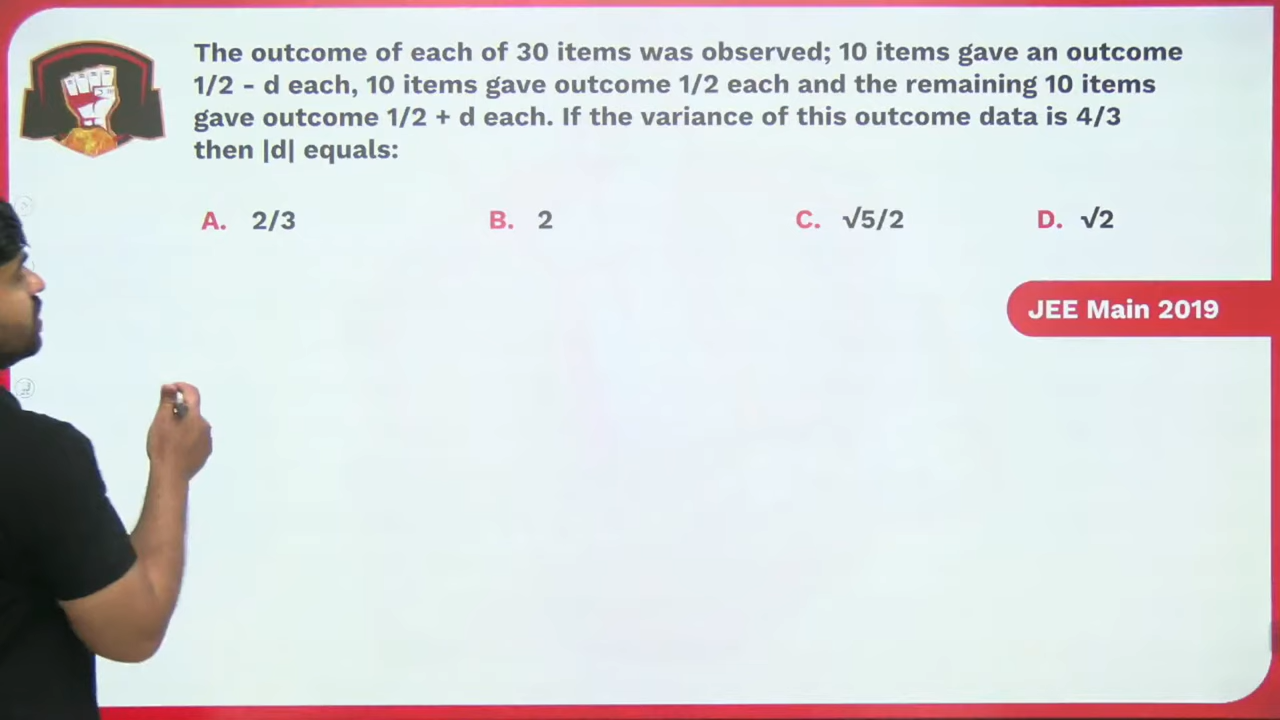 The outcome of each of 30 items was observed; 10 items gave an outcome
1/2 - d each, 10 items gave outcome 1/2 each and the remaining 10 items
gave outcome 1/2 + d each. If the variance of this outcome data is 4/3
then |d| equals:
A. 2/3 B. 2 C. √5/2 D. √2
JEE Main 2019